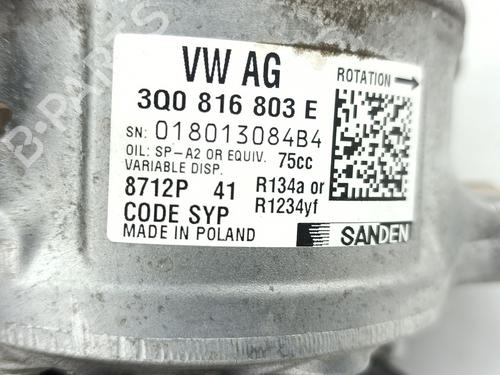 VW AG
ROTATION
3Q0 816 803 E
SN: 018013084B4
OIL: SP-A2 OR EQUIV. 75cc
VARIABLE DISP.
8712P 41 R134a or
CODE SYP R1234yf
MADE IN POLAND SANDEN